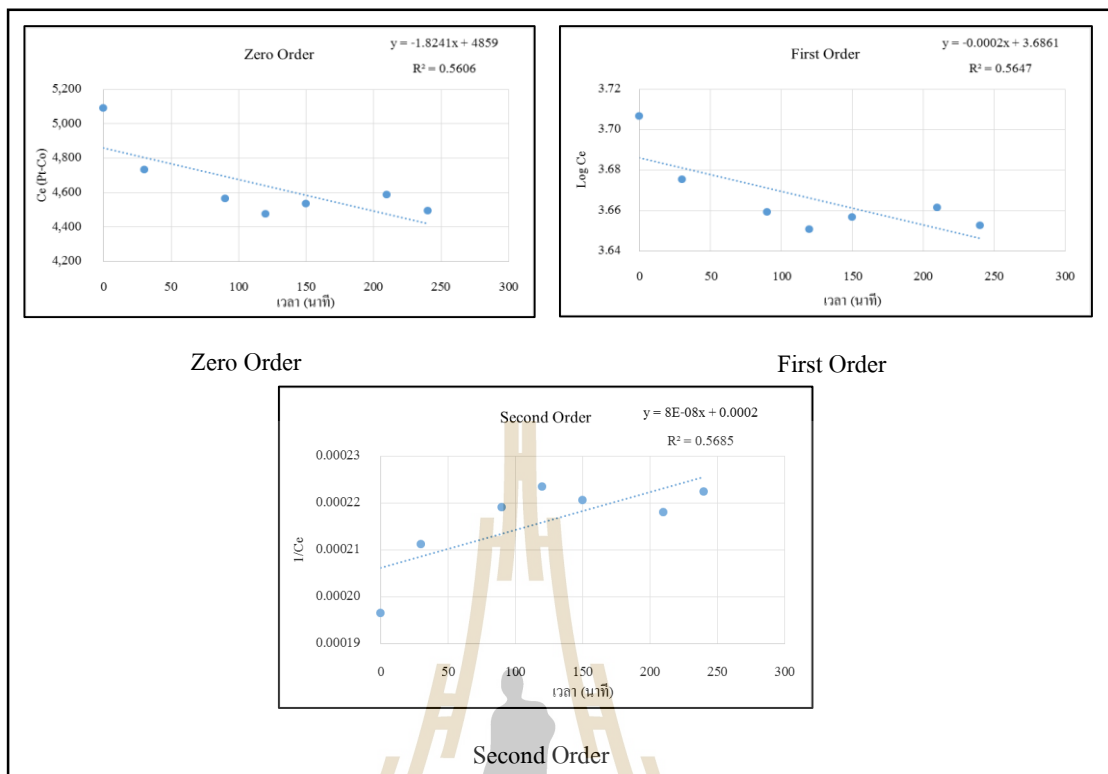 Zero Order
y = -1.8241x + 4859
R² = 0.5606
5,200
5,000
4,800
4,600
4,400
4,200
Ce (Pt-Co)
0 50 100 150 200 250 300
เวลา (นาที)
First Order
y = -0.0002x + 3.6861
R² = 0.5647
3.72
3.70
3.68
3.66
3.64
Log Ce
0 50 100 150 200 250 300
เวลา (นาที)
Zero Order
First Order
Second Order
y = 8E-08x + 0.0002
R² = 0.5685
0.00023
0.00022
0.00021
0.00020
0.00019
1/Ce
0 50 100 150 200 250 300
เวลา (นาที)
Second Order